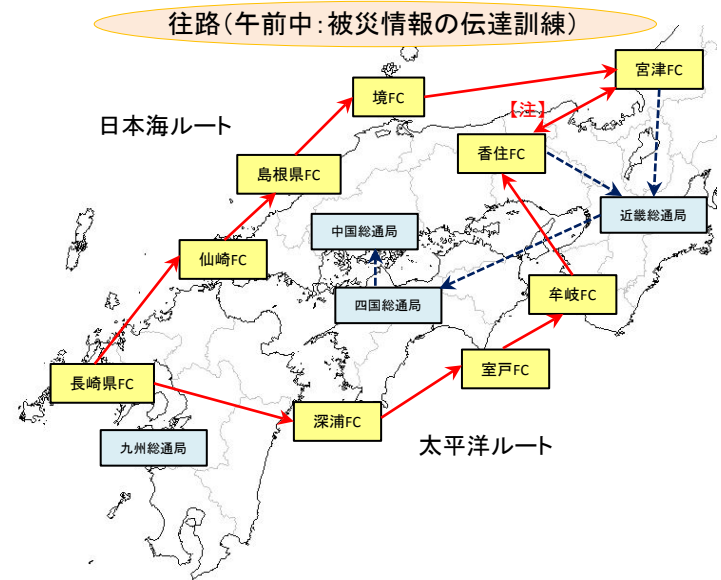 往路(午前中:被災情報の伝達訓練)
宮津FC
境FC
【注】
日本海ルート
香住FC
島根県FC
近畿総通局
中国総通局
仙崎FC
四国総通局
牟岐FC
室戸FC
長崎県FC
深浦FC
太平洋ルート
九州総通局